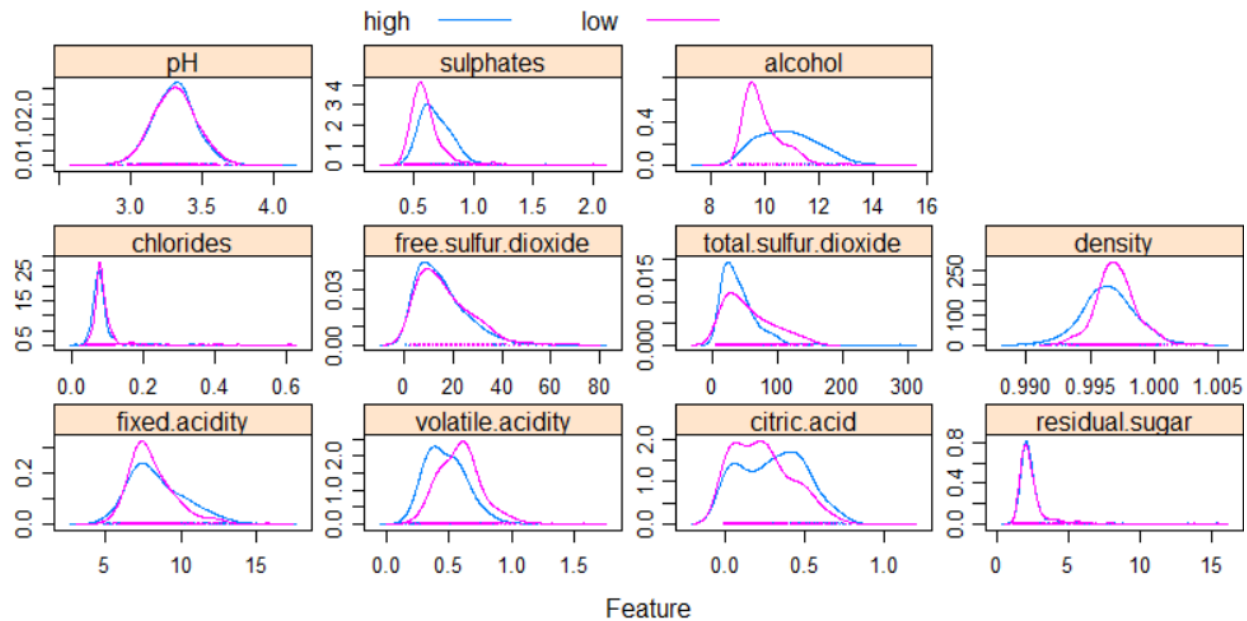 high low
pH sulphates alcohol
0.01.02.0
0 1 2 3 4
0.0 0.4
3.0 3.5 4.0
0.5 1.0 1.5 2.0
8 10 12 14 16
chlorides free.sulfur.dioxide total.sulfur.dioxide density
0.5 15 25
0.00 0.03
0.000 0.015
0 100 250
0.0 0.2 0.4 0.6
0 20 40 60 80
0 100 200 300
0.990 0.995 1.000 1.005
fixed.acidity volatile.acidity citric.acid residual.sugar
0.0 0.2
0.0 1.0 2.0
0.0 1.0 2.0
0.0 0.4 0.8
5 10 15
0.0 0.5 1.0 1.5
0.0 0.5 1.0
0 5 10 15
Feature